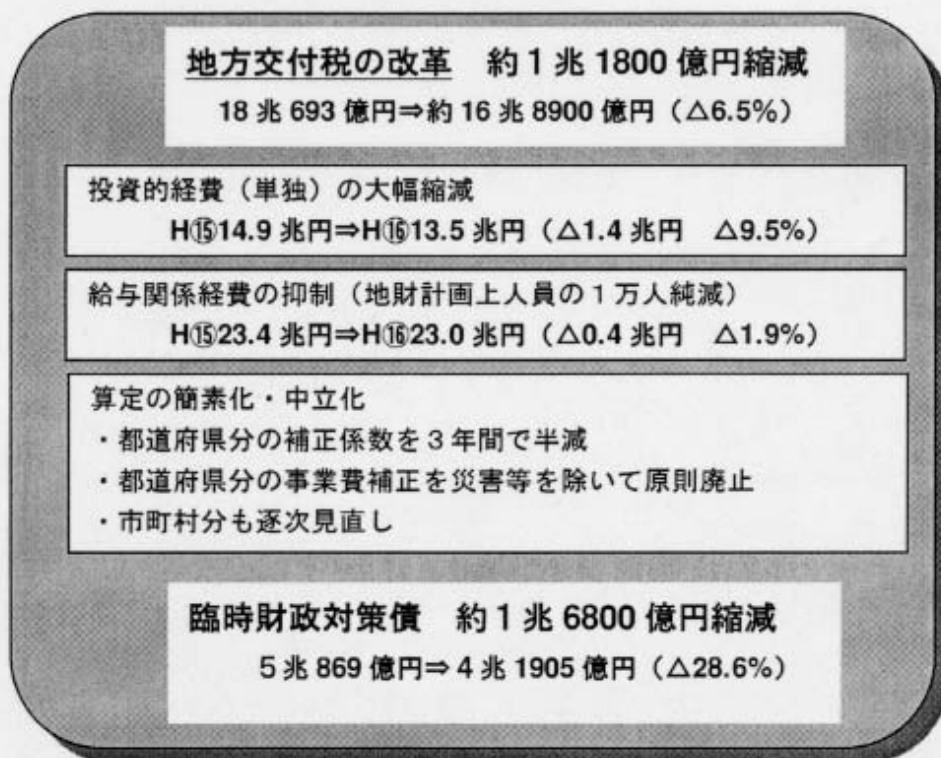 地方交付税の改革　約1兆1800億円縮減
18兆693億円⇒約16兆8900億円（△6.5%）
投資的経費（単独）の大幅縮減
H⑮14.9兆円⇒H⑯13.5兆円（△1.4兆円　△9.5%）
給与関係経費の抑制（地財計画上人員の１万人純減）
H⑮23.4兆円⇒H⑯23.0兆円（△0.4兆円　△1.9%）
算定の簡素化・中立化
・都道府県分の補正係数を３年間で半減
・都道府県分の事業費補正を災害等を除いて原則廃止
・市町村分も逐次見直し
臨時財政対策債　約1兆6800億円縮減
5兆869億円⇒4兆1905億円（△28.6%）